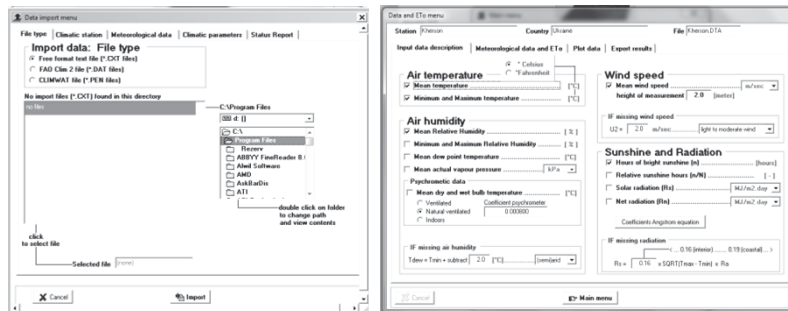 Data import menu
File type
Climatic station
Meteorological data
Climatic parameters
Status Report
Import data: File type
Free format text file (*.CXT files)
FAO Clim 2 file (*.DAT files)
CLIMWAT file (*.PEN files)
No import files (*.CXT) found in this directory
no files
C:\Program Files
d: []
C:\
Program Files
Rezerv
ABBYY FineReader 8.
Alwil Software
AMD
AskBarDis
ATI
double click on folder
to change path
and view contents
click
to select file
Selected file (none)
Cancel
Import
Data and ETo menu
Station Kherson Country Ukraine File Kherson.DTA
Input data description
Meteorological data and ETo
Plot data
Export results
Air temperature
° Celsius
°Fahrenheit
Mean temperature [°C]
Minimum and Maximum temperature [°C]
Air humidity
Mean Relative Humidity [ % ]
Minimum and Maximum Relative Humidity [ % ]
Mean dew point temperature [°C]
Mean actual vapour pressure kPa
Psychrometric data
Mean dry and wet bulb temperature [°C]
Ventilated
Natural ventilated
Indoors
Coefficient psychrometer
0.000800
IF missing air humidity
Tdew = Tmin + subtract 2.0 [°C] (semi)arid
Wind speed
Mean wind speed m/sec
height of measurement 2.0 [meter]
IF missing wind speed
U2 = 2.0 m/sec light to moderate wind
Sunshine and Radiation
Hours of bright sunshine (n) [hours]
Relative sunshine hours (n/N) [ - ]
Solar radiation (Rs) MJ/m2.day
Net radiation (Rn) MJ/m2.day
Coefficients Angstrom equation
IF missing radiation
< ... 0.16 (interior) ....... 0.19 (coastal)... >
Rs = 0.16 x SQRT(Tmax - Tmin) x Ra
Cancel
Main menu